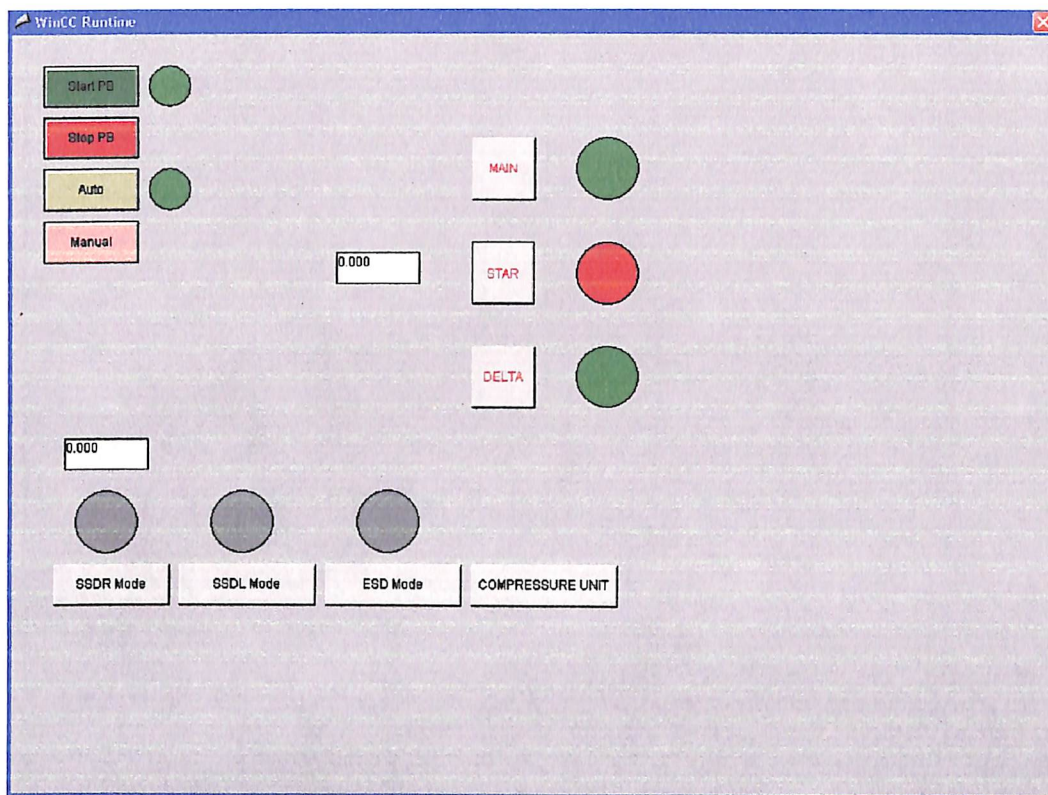 WinCC Runtime
Start PB
Stop PB
Auto
Manual
MAIN
0.000
STAR
DELTA
0.000
SSDR Mode
SSDL Mode
ESD Mode
COMPRESSURE UNIT